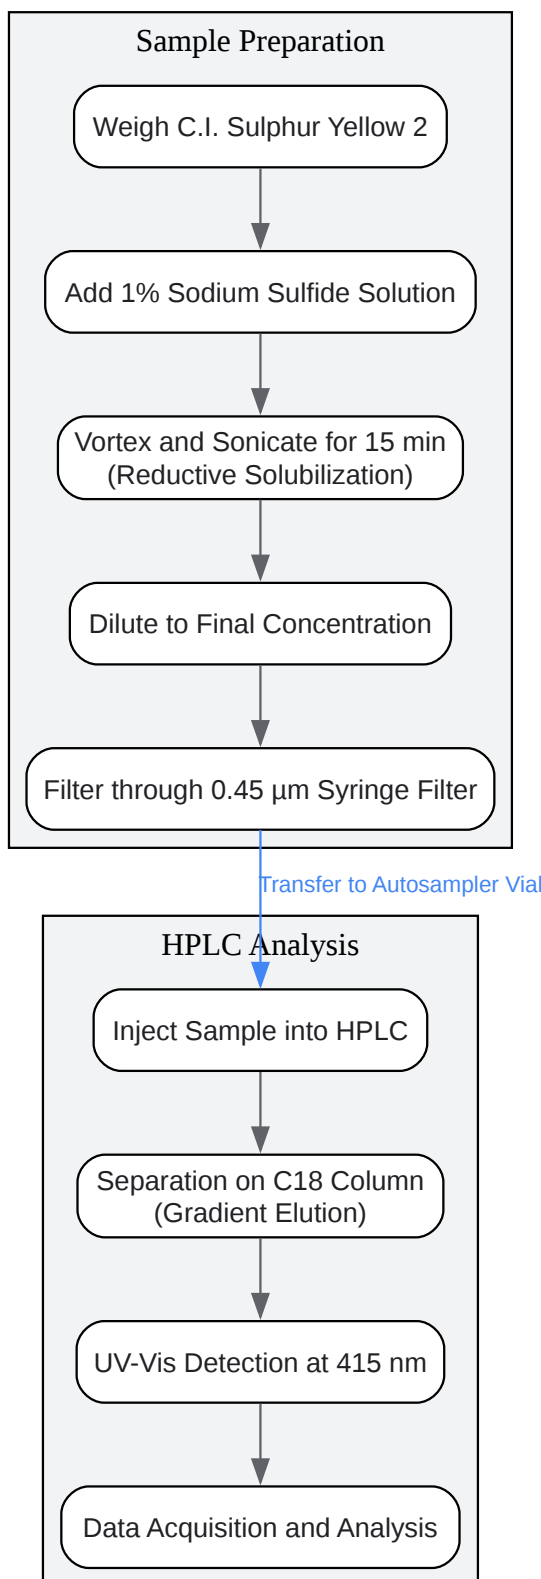 Sample Preparation
Weigh C.I. Sulphur Yellow 2
Add 1% Sodium Sulfide Solution
Vortex and Sonicate for 15 min
(Reductive Solubilization)
Dilute to Final Concentration
Filter through 0.45 µm Syringe Filter
Transfer to Autosampler Vial
HPLC Analysis
Inject Sample into HPLC
Separation on C18 Column
(Gradient Elution)
UV-Vis Detection at 415 nm
Data Acquisition and Analysis